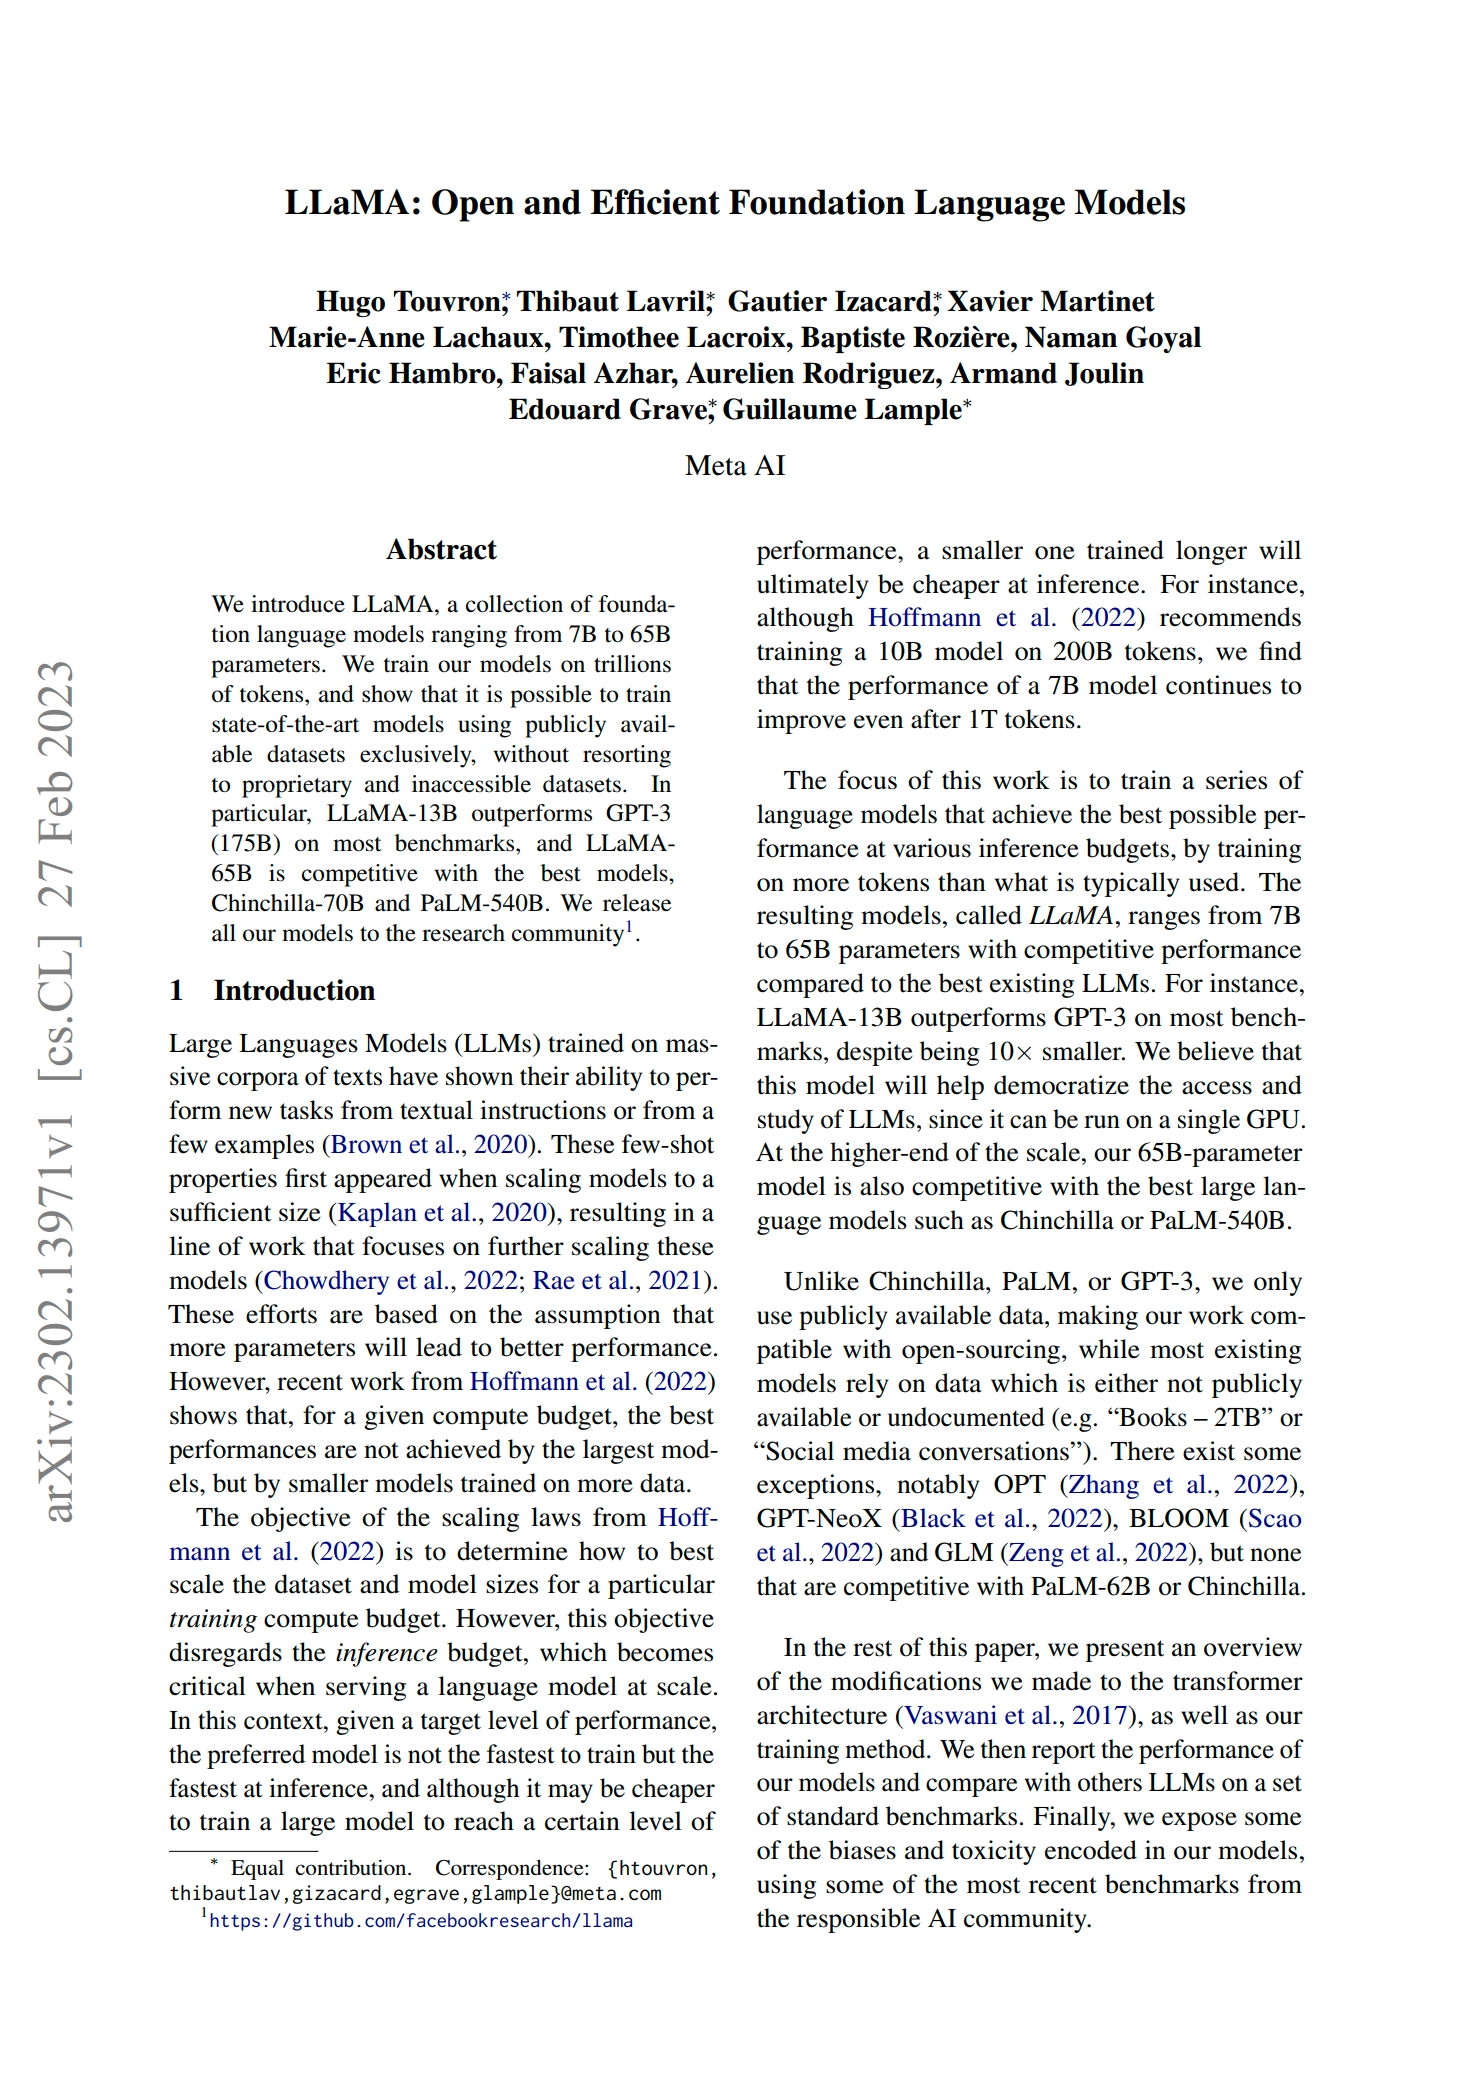 LLaMA: Open and Efficient Foundation Language Models
Hugo Touvron∗, Thibaut Lavril∗, Gautier Izacard∗, Xavier Martinet
Marie-Anne Lachaux, Timothee Lacroix, Baptiste Rozière, Naman Goyal
Eric Hambro, Faisal Azhar, Aurelien Rodriguez, Armand Joulin
Edouard Grave∗, Guillaume Lample∗
Meta AI
arXiv:2302.13971v1 [cs.CL] 27 Feb 2023
Abstract
We introduce LLaMA, a collection of founda-
tion language models ranging from 7B to 65B
parameters. We train our models on trillions
of tokens, and show that it is possible to train
state-of-the-art models using publicly avail-
able datasets exclusively, without resorting
to proprietary and inaccessible datasets. In
particular, LLaMA-13B outperforms GPT-3
(175B) on most benchmarks, and LLaMA-
65B is competitive with the best models,
Chinchilla-70B and PaLM-540B. We release
all our models to the research community1.
1 Introduction
Large Languages Models (LLMs) trained on mas-
sive corpora of texts have shown their ability to per-
form new tasks from textual instructions or from a
few examples (Brown et al., 2020). These few-shot
properties first appeared when scaling models to a
sufficient size (Kaplan et al., 2020), resulting in a
line of work that focuses on further scaling these
models (Chowdhery et al., 2022; Rae et al., 2021).
These efforts are based on the assumption that
more parameters will lead to better performance.
However, recent work from Hoffmann et al. (2022)
shows that, for a given compute budget, the best
performances are not achieved by the largest mod-
els, but by smaller models trained on more data.
The objective of the scaling laws from Hoff-
mann et al. (2022) is to determine how to best
scale the dataset and model sizes for a particular
training compute budget. However, this objective
disregards the inference budget, which becomes
critical when serving a language model at scale.
In this context, given a target level of performance,
the preferred model is not the fastest to train but the
fastest at inference, and although it may be cheaper
to train a large model to reach a certain level of
∗ Equal contribution. Correspondence: {htouvron,
thibautlav,gizacard,egrave,glample}@meta.com
1https://github.com/facebookresearch/llama
performance, a smaller one trained longer will
ultimately be cheaper at inference. For instance,
although Hoffmann et al. (2022) recommends
training a 10B model on 200B tokens, we find
that the performance of a 7B model continues to
improve even after 1T tokens.
The focus of this work is to train a series of
language models that achieve the best possible per-
formance at various inference budgets, by training
on more tokens than what is typically used. The
resulting models, called LLaMA, ranges from 7B
to 65B parameters with competitive performance
compared to the best existing LLMs. For instance,
LLaMA-13B outperforms GPT-3 on most bench-
marks, despite being 10× smaller. We believe that
this model will help democratize the access and
study of LLMs, since it can be run on a single GPU.
At the higher-end of the scale, our 65B-parameter
model is also competitive with the best large lan-
guage models such as Chinchilla or PaLM-540B.
Unlike Chinchilla, PaLM, or GPT-3, we only
use publicly available data, making our work com-
patible with open-sourcing, while most existing
models rely on data which is either not publicly
available or undocumented (e.g. “Books – 2TB” or
“Social media conversations”). There exist some
exceptions, notably OPT (Zhang et al., 2022),
GPT-NeoX (Black et al., 2022), BLOOM (Scao
et al., 2022) and GLM (Zeng et al., 2022), but none
that are competitive with PaLM-62B or Chinchilla.
In the rest of this paper, we present an overview
of the modifications we made to the transformer
architecture (Vaswani et al., 2017), as well as our
training method. We then report the performance of
our models and compare with others LLMs on a set
of standard benchmarks. Finally, we expose some
of the biases and toxicity encoded in our models,
using some of the most recent benchmarks from
the responsible AI community.